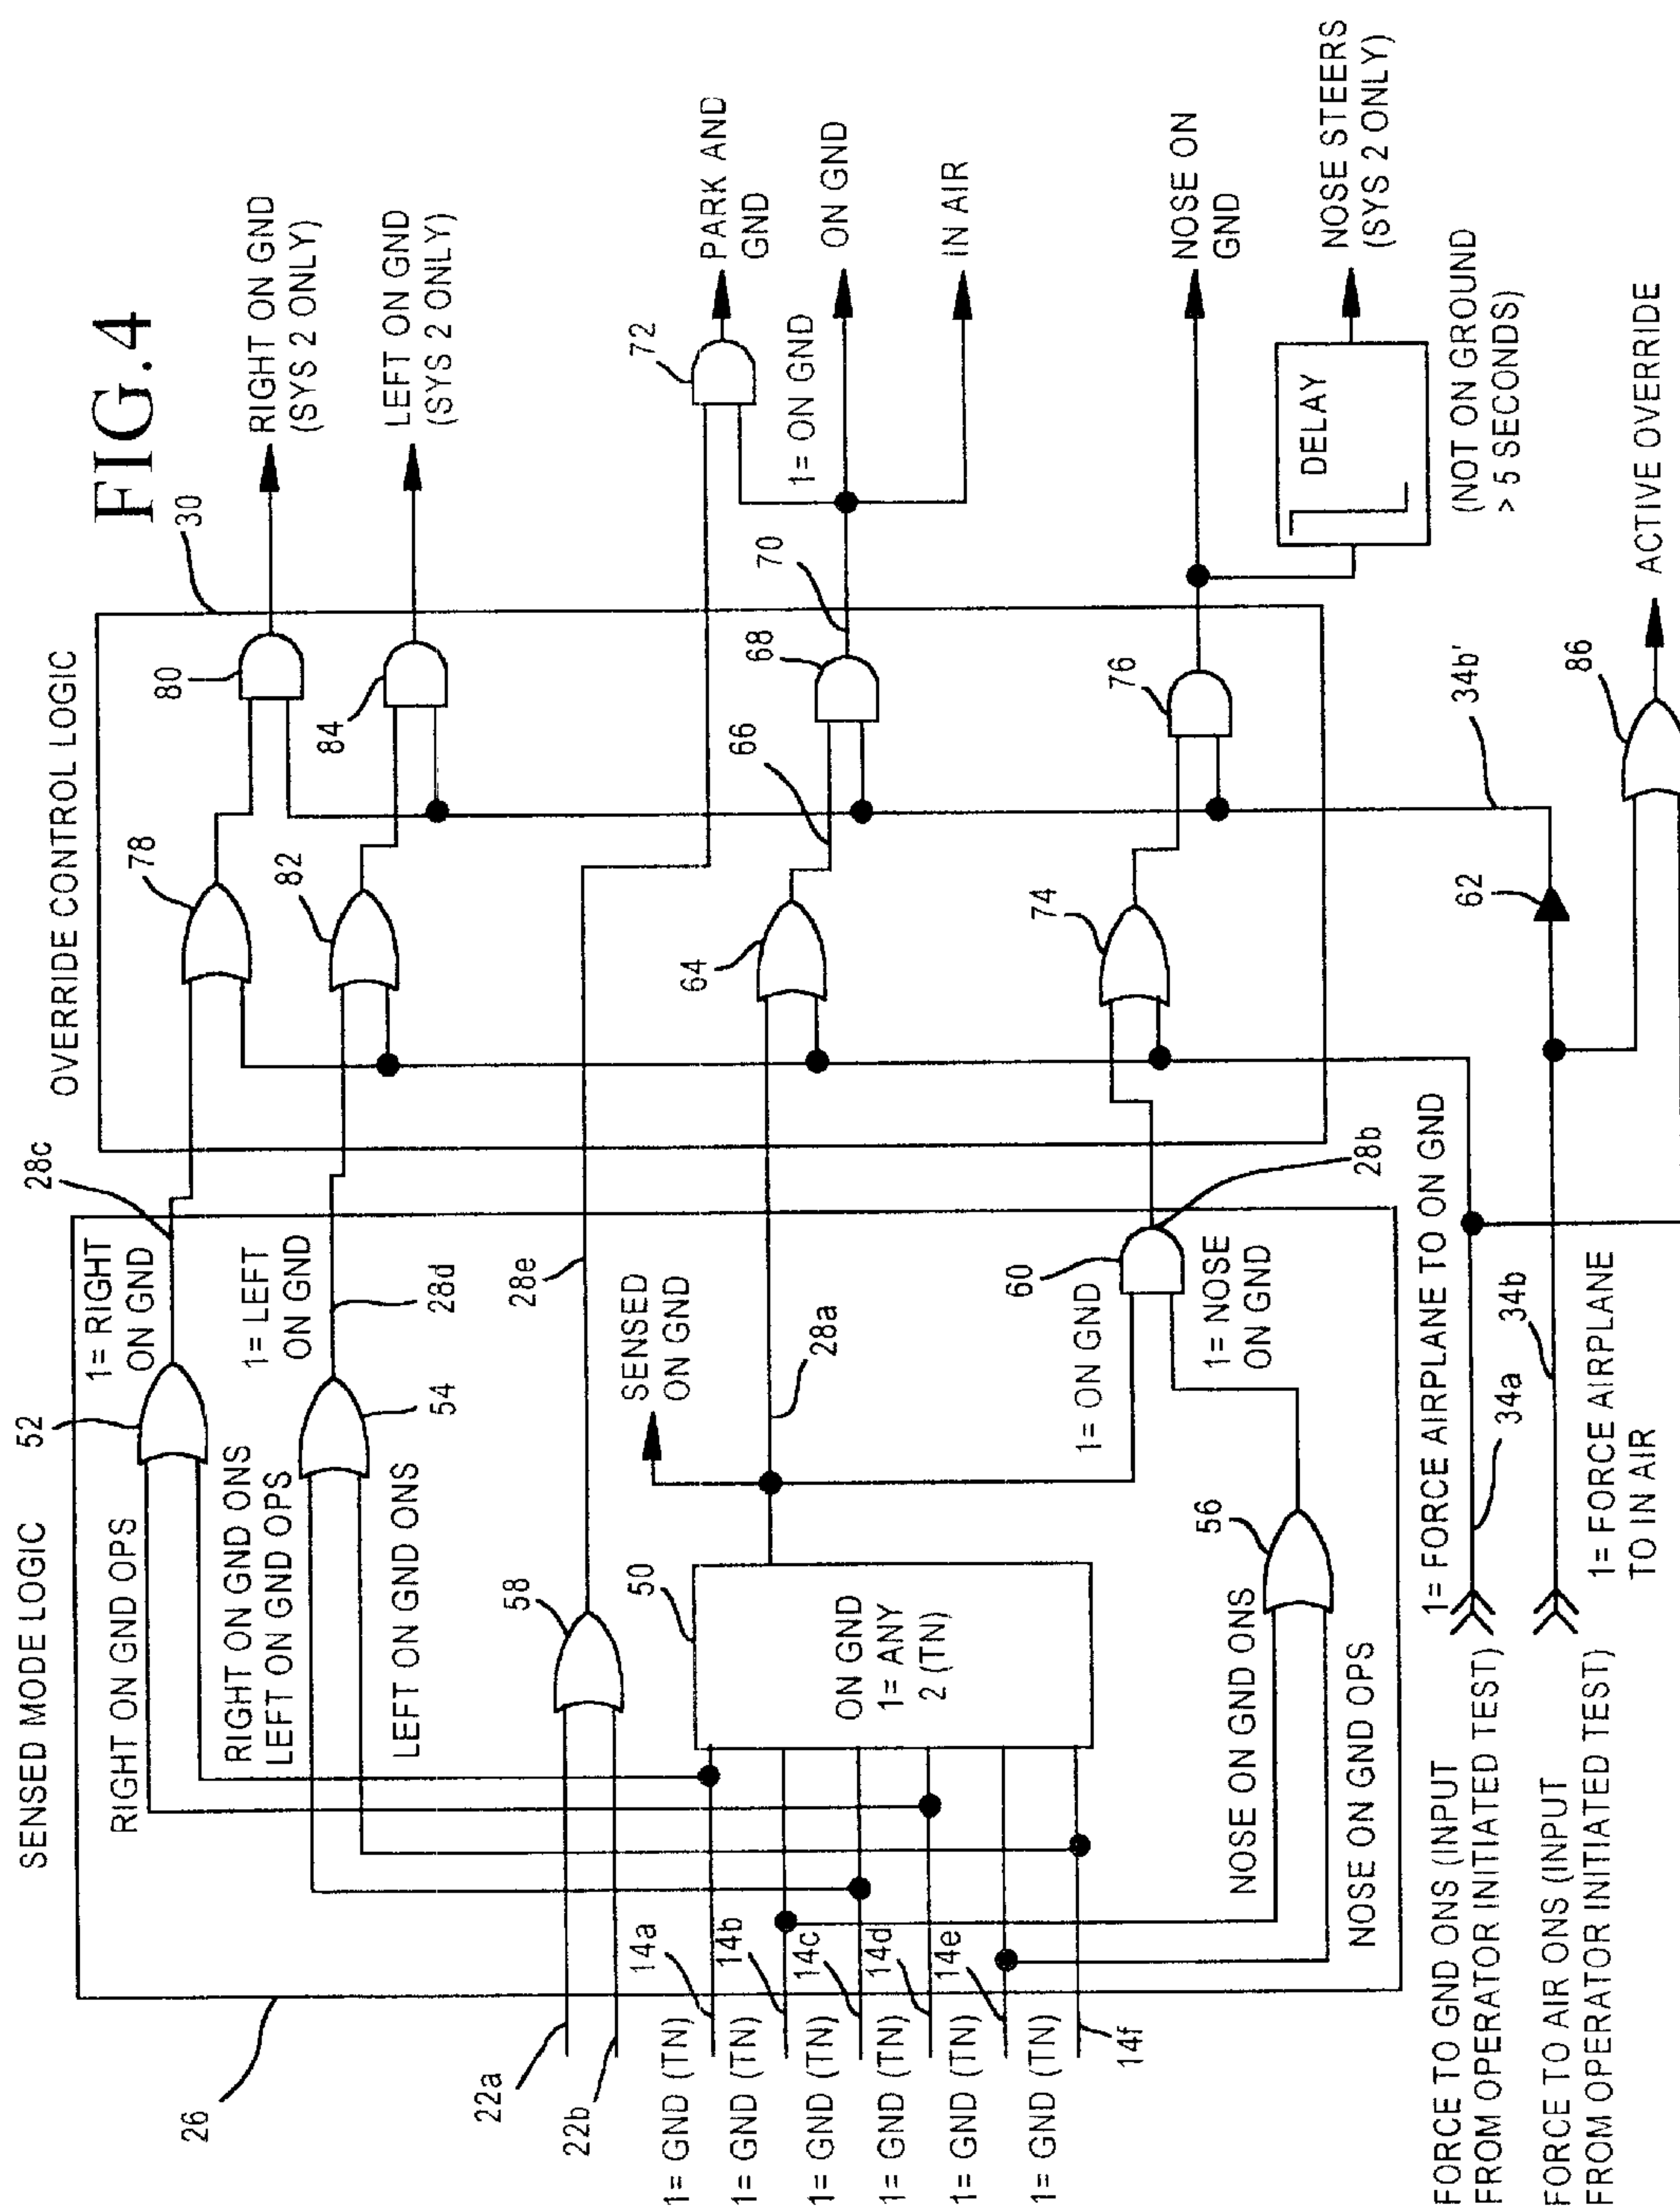 FIG.4
SENSED MODE LOGIC
OVERRIDE CONTROL LOGIC
26
52
RIGHT ON GND OPS
1= RIGHT
ON GND
28c
78
80
30
RIGHT ON GND
(SYS 2 ONLY)
RIGHT ON GND ONS
LEFT ON GND OPS
LEFT ON GND ONS
54
1= LEFT
ON GND
28d
82
84
LEFT ON GND
(SYS 2 ONLY)
22a
22b
58
28e
72
PARK AND
GND
1= GND (TN)
14a
1= GND (TN)
14b
1= GND (TN)
14c
1= GND (TN)
14d
1= GND (TN)
14e
1= GND (TN)
14f
50
ON GND
1= ANY
2 (TN)
SENSED
ON GND
28a
64
66
68
70
1= ON GND
ON GND
IN AIR
1= ON GND
60
1= NOSE
ON GND
28b
74
76
NOSE ON
GND
NOSE ON GND ONS
56
NOSE ON GND OPS
DELAY
NOSE STEERS
(SYS 2 ONLY)
(NOT ON GROUND
> 5 SECONDS)
FORCE TO GND ONS (INPUT
FROM OPERATOR INITIATED TEST)
1= FORCE AIRPLANE TO ON GND
34a
FORCE TO AIR ONS (INPUT
FROM OPERATOR INITIATED TEST)
34b
1= FORCE AIRPLANE
TO IN AIR
62
34b'
86
ACTIVE OVERRIDE